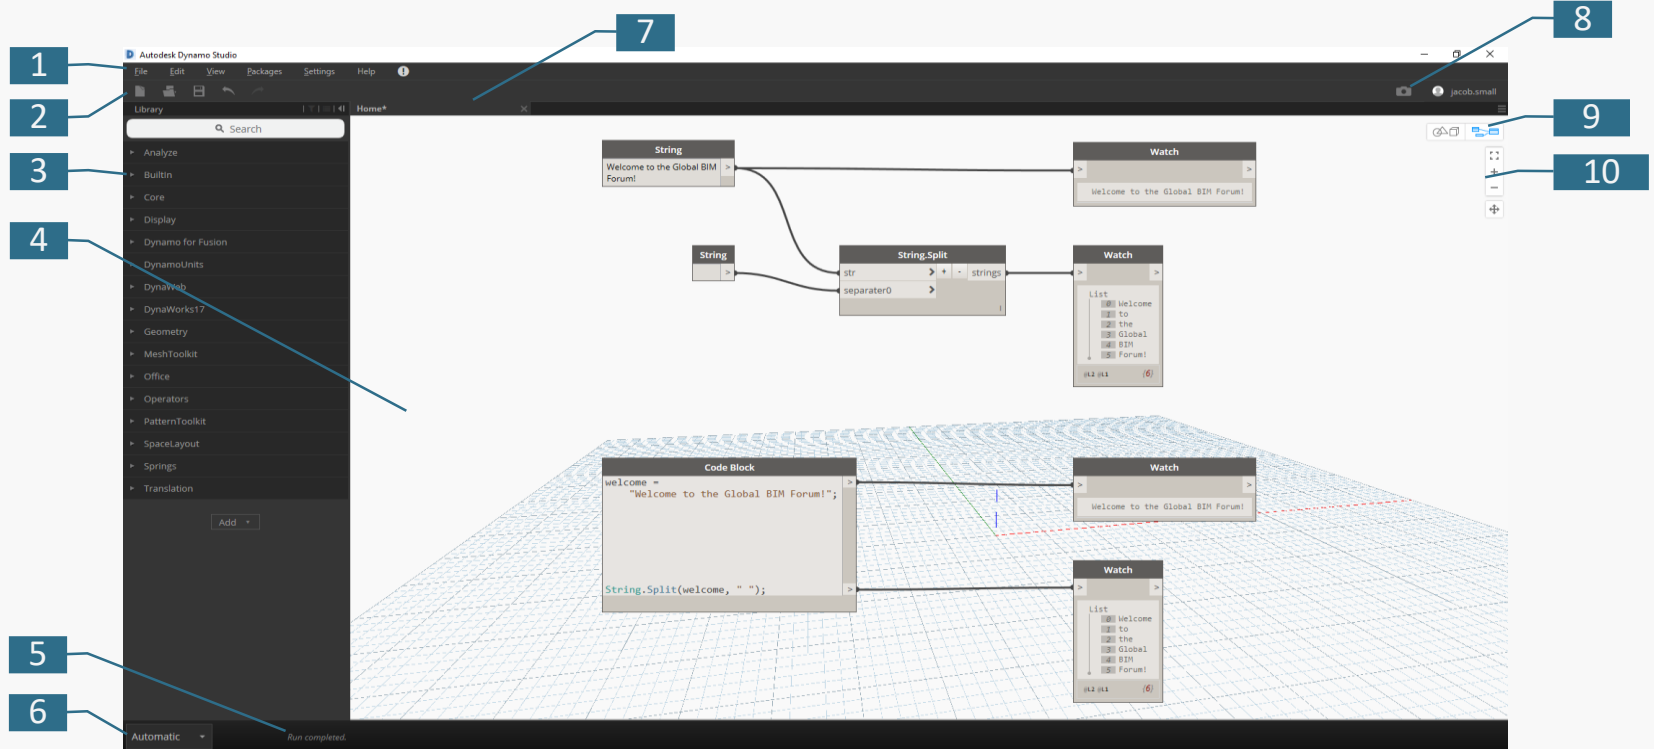 7
8
1
Autodesk Dynamo Studio
File Edit View Packages Settings Help
2
jacob.small
Library
Home*
9
Search
3
Analyze
BuiltIn
Core
Display
Dynamo for Fusion
DynamoUnits
DynaWeb
DynaWorks17
Geometry
MeshToolkit
Office
Operators
PatternToolkit
SpaceLayout
Springs
Translation
Add
10
4
String
Welcome to the Global BIM
Forum!
>
Watch
> >
Welcome to the Global BIM Forum!
String
>
String.Split
str + - strings
separater0
l
Watch
> >
List
0 Welcome
1 to
2 the
3 Global
4 BIM
5 Forum!
@L2 @L1 {6}
Code Block
welcome =
"Welcome to the Global BIM Forum!";
>
String.Split(welcome, " ");
>
Watch
> >
Welcome to the Global BIM Forum!
Watch
> >
List
0 Welcome
1 to
2 the
3 Global
4 BIM
5 Forum!
@L2 @L1 {6}
5
6
Automatic
Run completed.